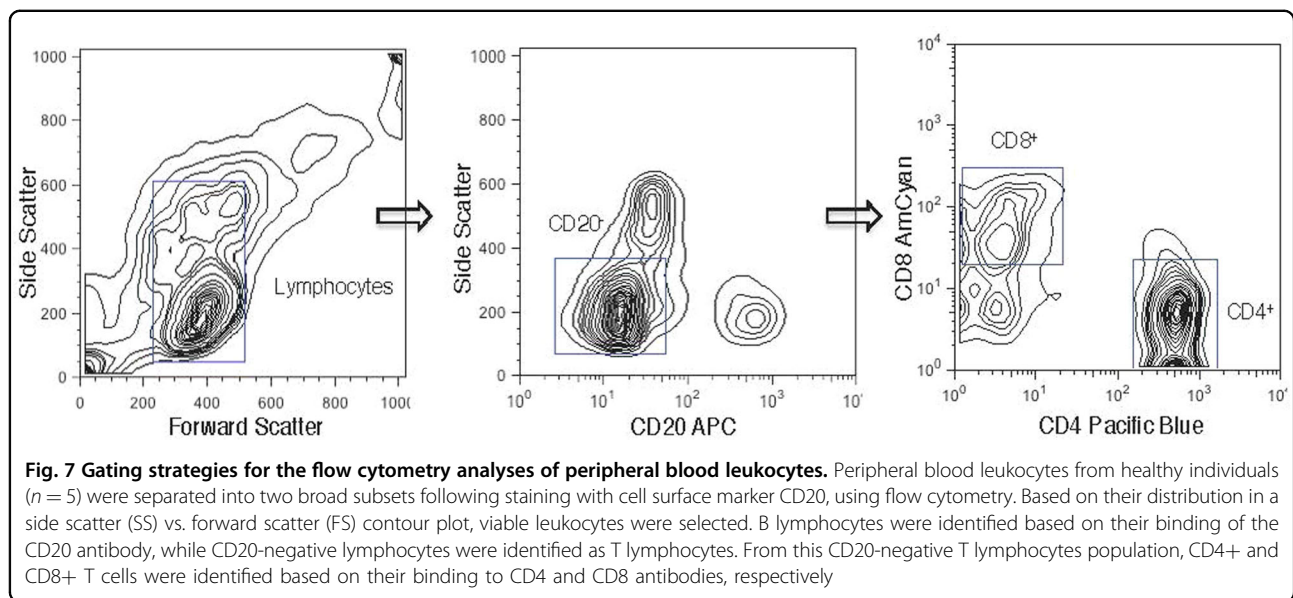 1000
800
600
400
200
0
Side Scatter
Lymphocytes
0 200 400 600 800 100(
Forward Scatter
1000
800
600
400
200
0
Side Scatter
CD20⁻
10⁰ 10¹ 10² 10³ 10⁴
CD20 APC
10⁴
10³
10²
10¹
10⁰
CD8 AmCyan
CD8⁺
CD4⁺
10⁰ 10¹ 10² 10³ 10⁴
CD4 Pacific Blue
Fig. 7 Gating strategies for the flow cytometry analyses of peripheral blood leukocytes. Peripheral blood leukocytes from healthy individuals
(n = 5) were separated into two broad subsets following staining with cell surface marker CD20, using flow cytometry. Based on their distribution in a
side scatter (SS) vs. forward scatter (FS) contour plot, viable leukocytes were selected. B lymphocytes were identified based on their binding of the
CD20 antibody, while CD20-negative lymphocytes were identified as T lymphocytes. From this CD20-negative T lymphocytes population, CD4+ and
CD8+ T cells were identified based on their binding to CD4 and CD8 antibodies, respectively